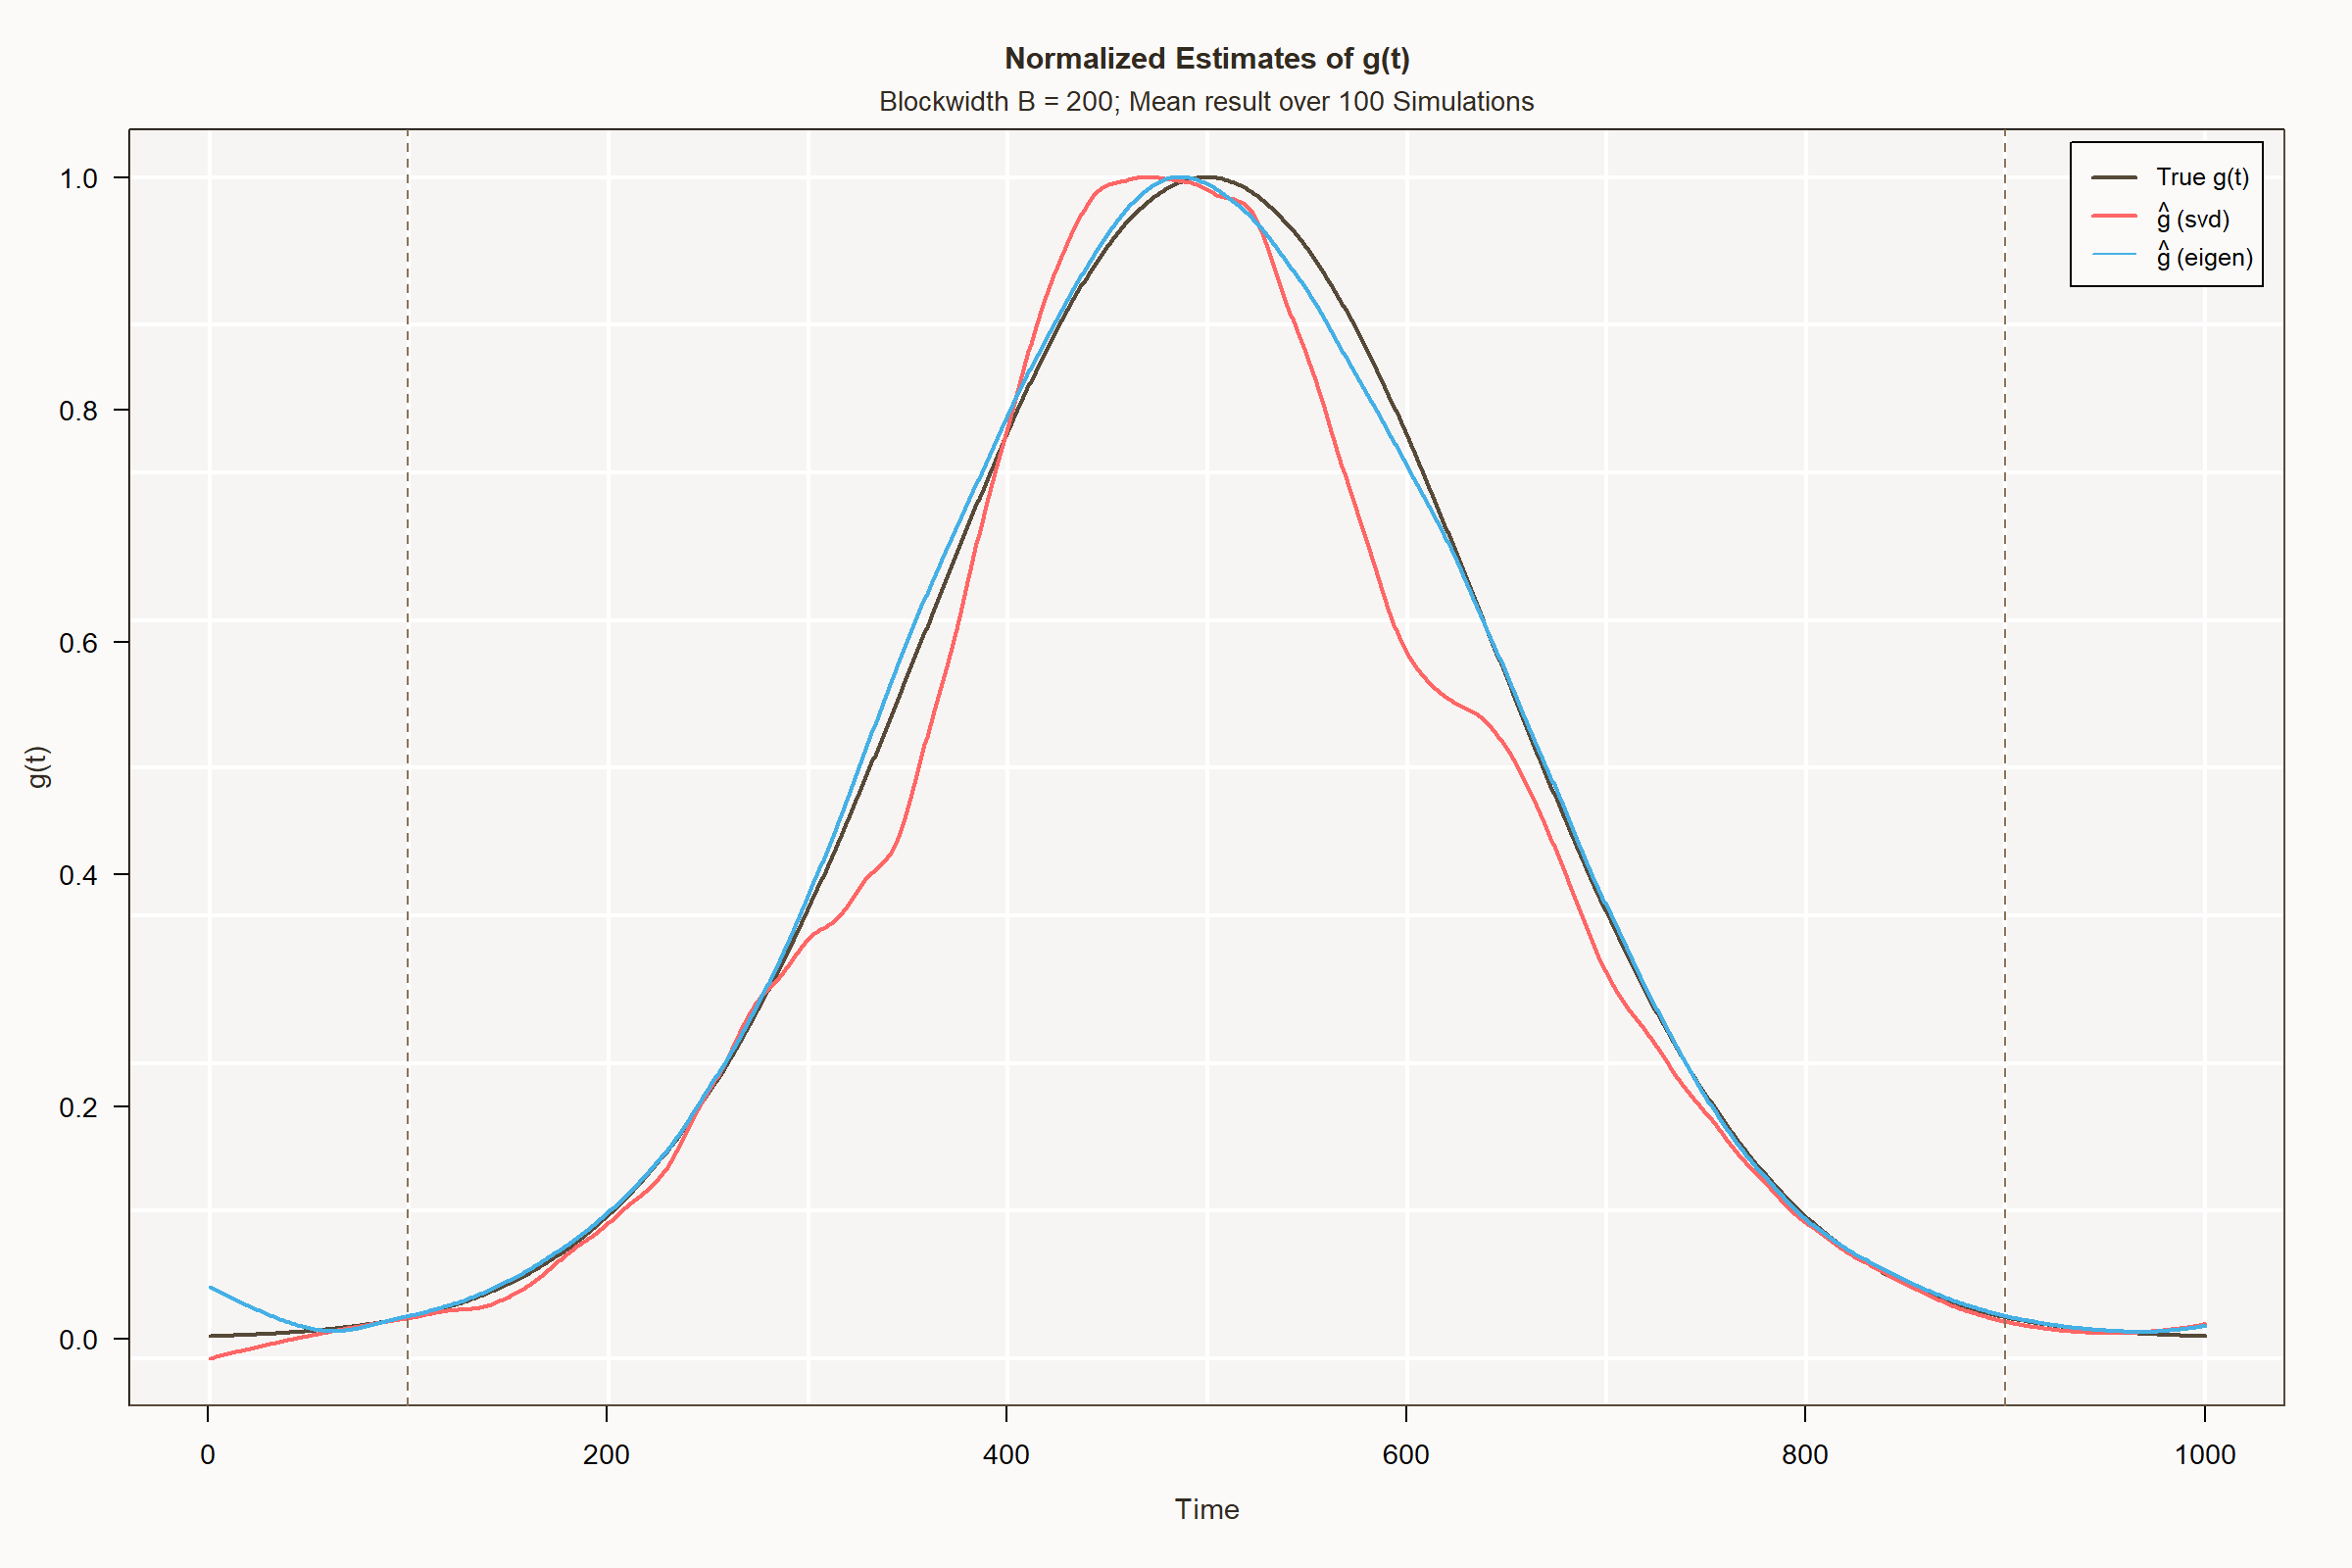 Normalized Estimates of g(t)
Blockwidth B = 200; Mean result over 100 Simulations
True g(t)
ĝ (svd)
ĝ (eigen)
1.0
0.8
0.6
0.4
0.2
0.0
g(t)
0 200 400 600 800 1000
Time